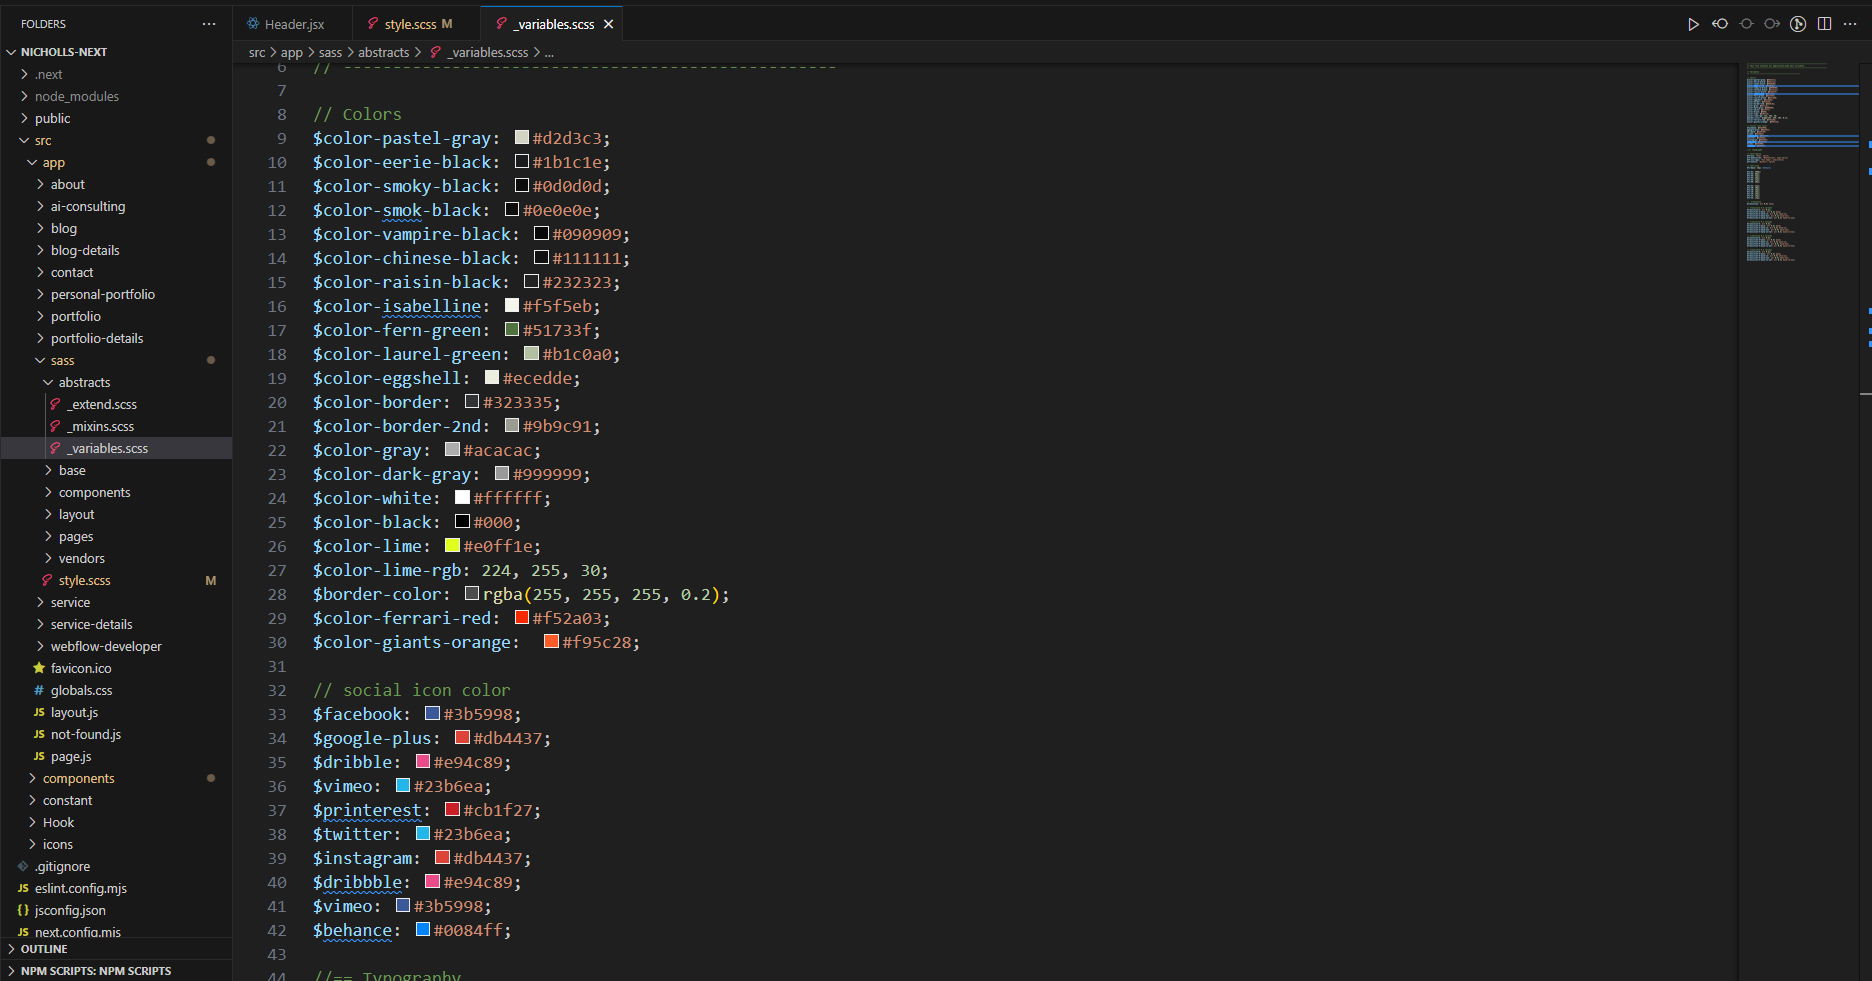 FOLDERS
NICHOLLS-NEXT
.next
node_modules
public
src
app
about
ai-consulting
blog
blog-details
contact
personal-portfolio
portfolio
portfolio-details
sass
abstracts
_extend.scss
_mixins.scss
_variables.scss
base
components
layout
pages
vendors
style.scss M
service
service-details
webflow-developer
favicon.ico
globals.css
layout.js
not-found.js
page.js
components
constant
Hook
icons
.gitignore
eslint.config.mjs
jsconfig.json
next.config.mjs
OUTLINE
NPM SCRIPTS: NPM SCRIPTS
Header.jsx
style.scss M
_variables.scss
src > app > sass > abstracts > _variables.scss > ...
6 // --------------------------------------------------
7
8 // Colors
9 $color-pastel-gray: #d2d3c3;
10 $color-eerie-black: #1b1c1e;
11 $color-smoky-black: #0d0d0d;
12 $color-smok-black: #0e0e0e;
13 $color-vampire-black: #090909;
14 $color-chinese-black: #111111;
15 $color-raisin-black: #232323;
16 $color-isabelline: #f5f5eb;
17 $color-fern-green: #51733f;
18 $color-laurel-green: #b1c0a0;
19 $color-eggshell: #ecedde;
20 $color-border: #323335;
21 $color-border-2nd: #9b9c91;
22 $color-gray: #acacac;
23 $color-dark-gray: #999999;
24 $color-white: #ffffff;
25 $color-black: #000;
26 $color-lime: #e0ff1e;
27 $color-lime-rgb: 224, 255, 30;
28 $border-color: rgba(255, 255, 255, 0.2);
29 $color-ferrari-red: #f52a03;
30 $color-giants-orange: #f95c28;
31
32 // social icon color
33 $facebook: #3b5998;
34 $google-plus: #db4437;
35 $dribble: #e94c89;
36 $vimeo: #23b6ea;
37 $printerest: #cb1f27;
38 $twitter: #23b6ea;
39 $instagram: #db4437;
40 $dribbble: #e94c89;
41 $vimeo: #3b5998;
42 $behance: #0084ff;
43
44 //== Typography